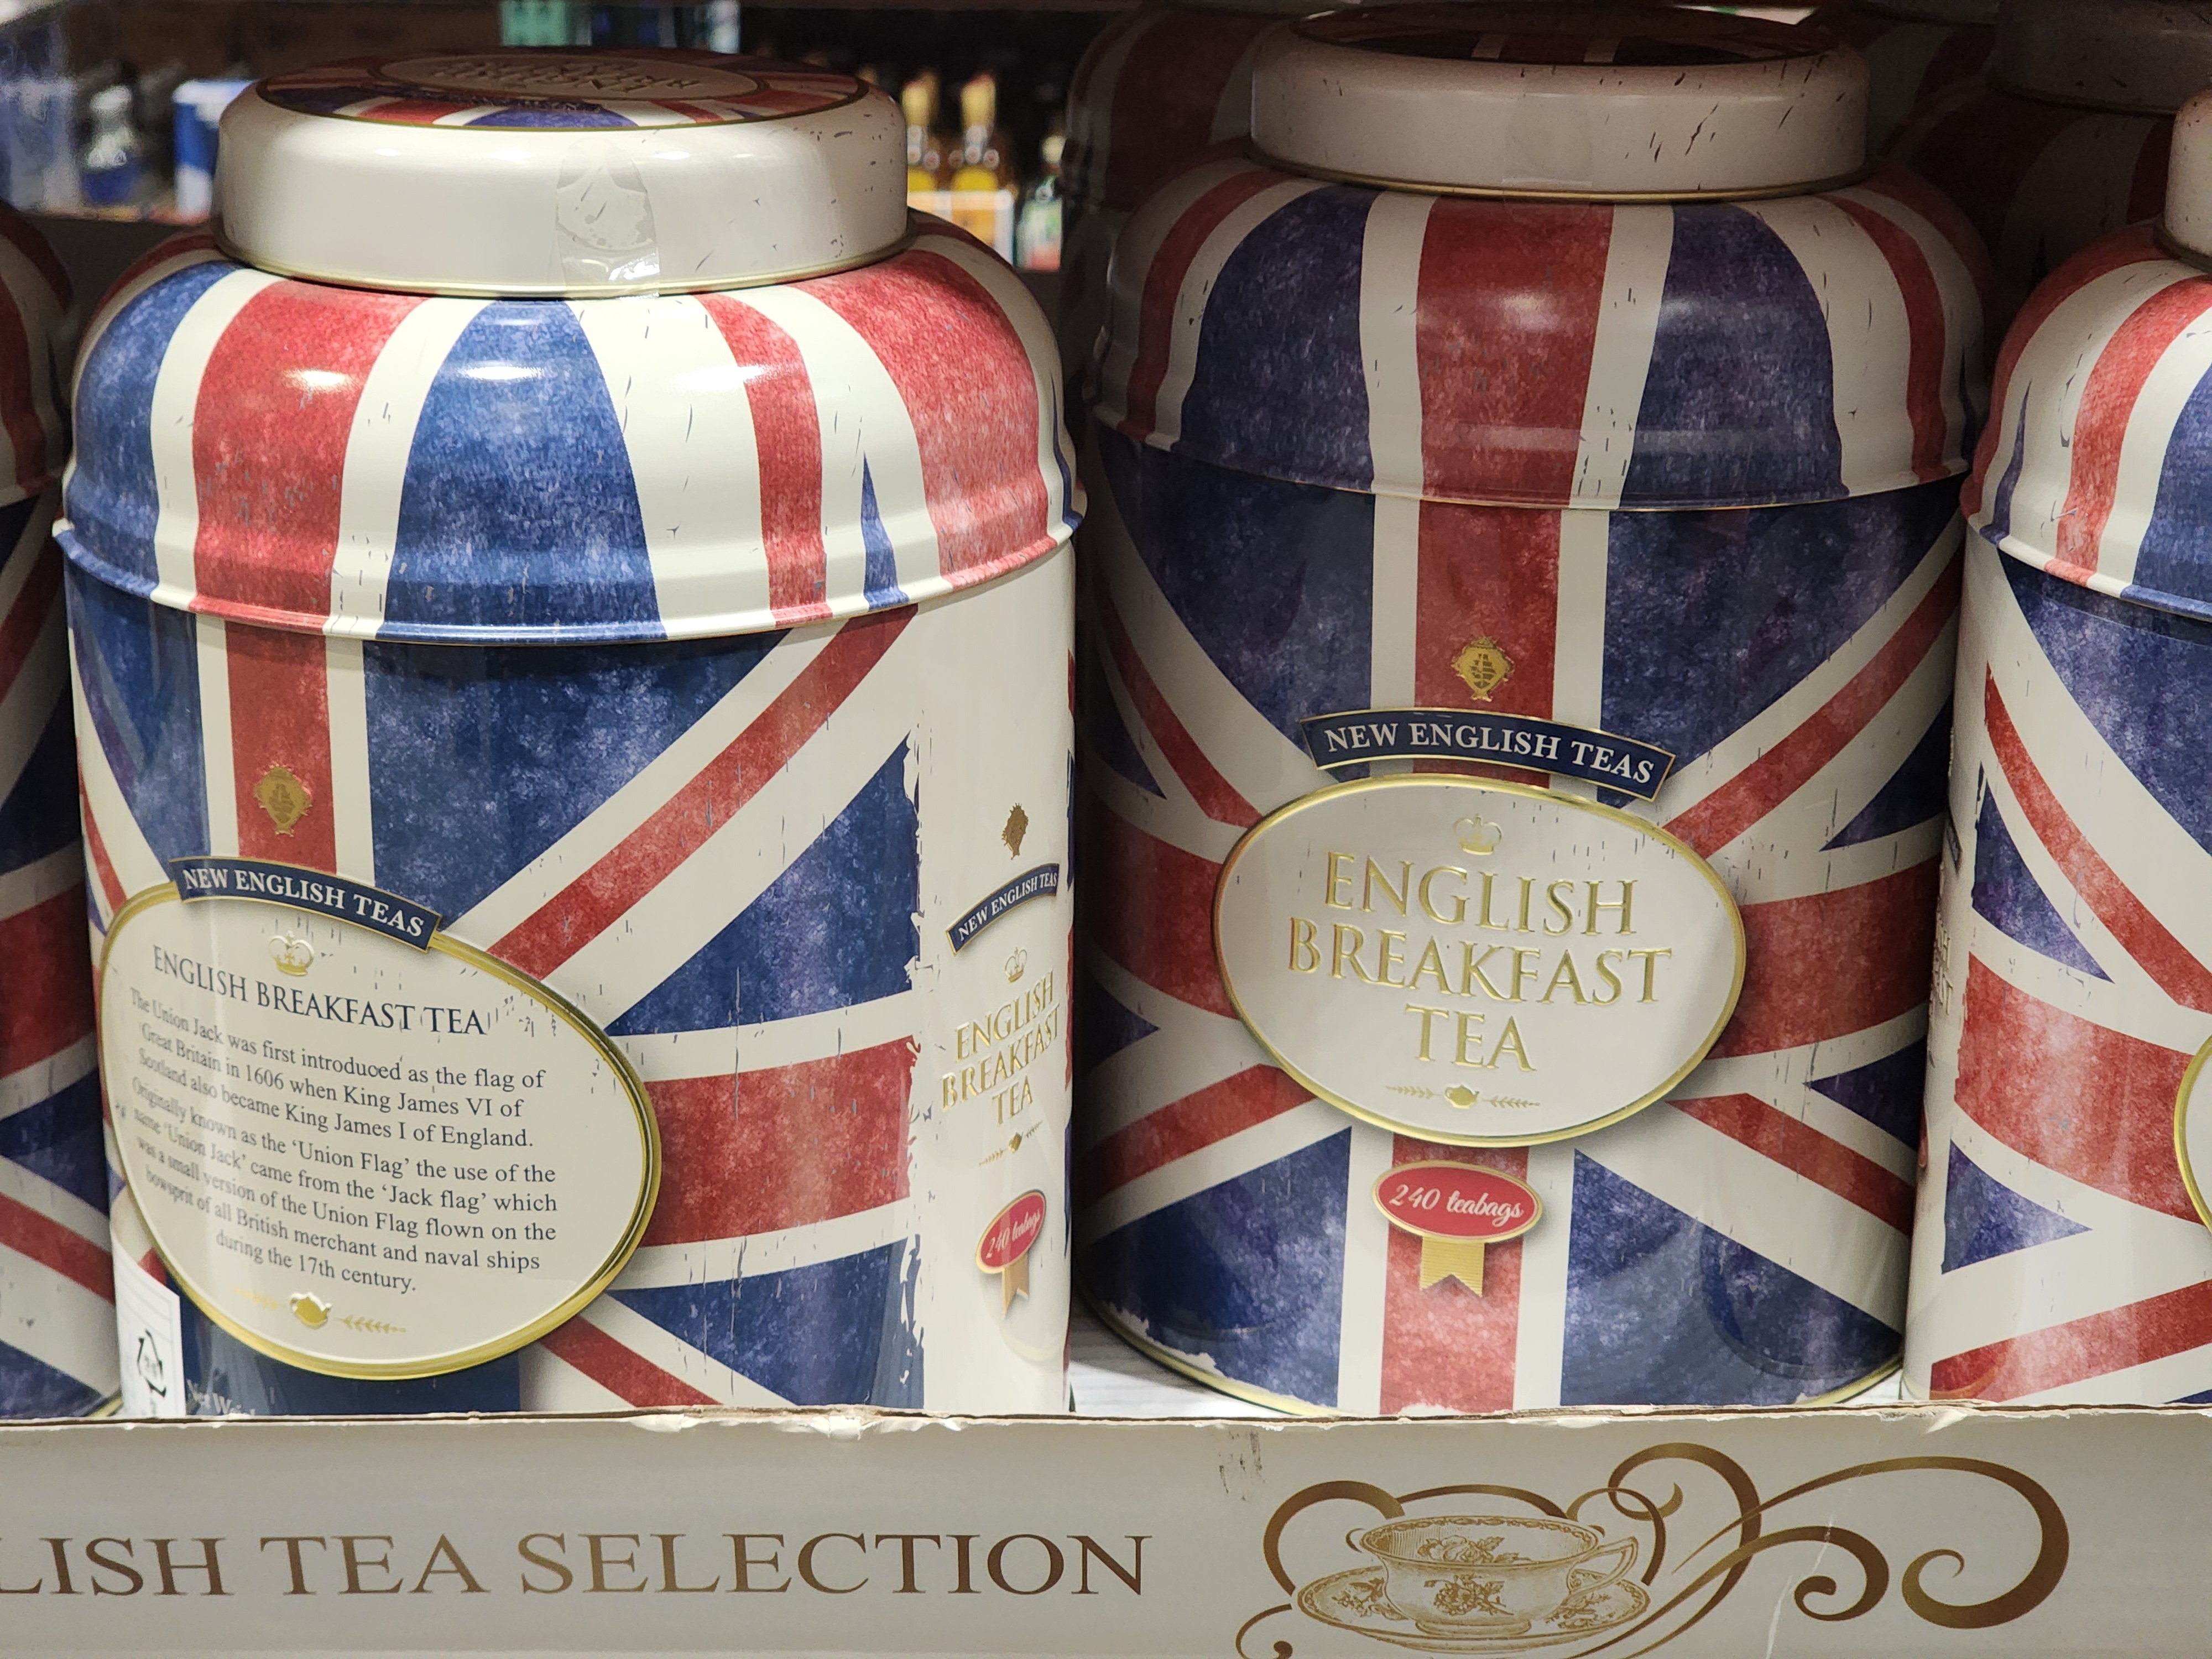 NEW ENGLISH TEAS
ENGLISH BREAKFAST TEA
The Union Jack was first introduced as the flag of
Great Britain in 1606 when King James VI of
Scotland also became King James I of England.
Originally known as the ‘Union Flag’ the use of the
name ‘Union Jack’ came from the ‘Jack flag’ which
was a small version of the Union Flag flown on the
bowsprit of all British merchant and naval ships
during the 17th century.
NEW ENGLISH TEAS
ENGLISH
BREAKFAST
TEA
240 teabags
NEW ENGLISH TEAS
ENGLISH
BREAKFAST
TEA
240 teabags
LISH TEA SELECTION